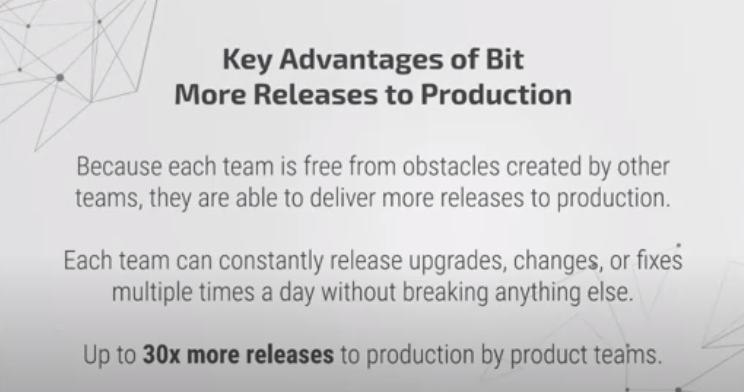 Key Advantages of Bit
More Releases to Production
Because each team is free from obstacles created by other
teams, they are able to deliver more releases to production.
Each team can constantly release upgrades, changes, or fixes
multiple times a day without breaking anything else.
Up to 30x more releases to production by product teams.